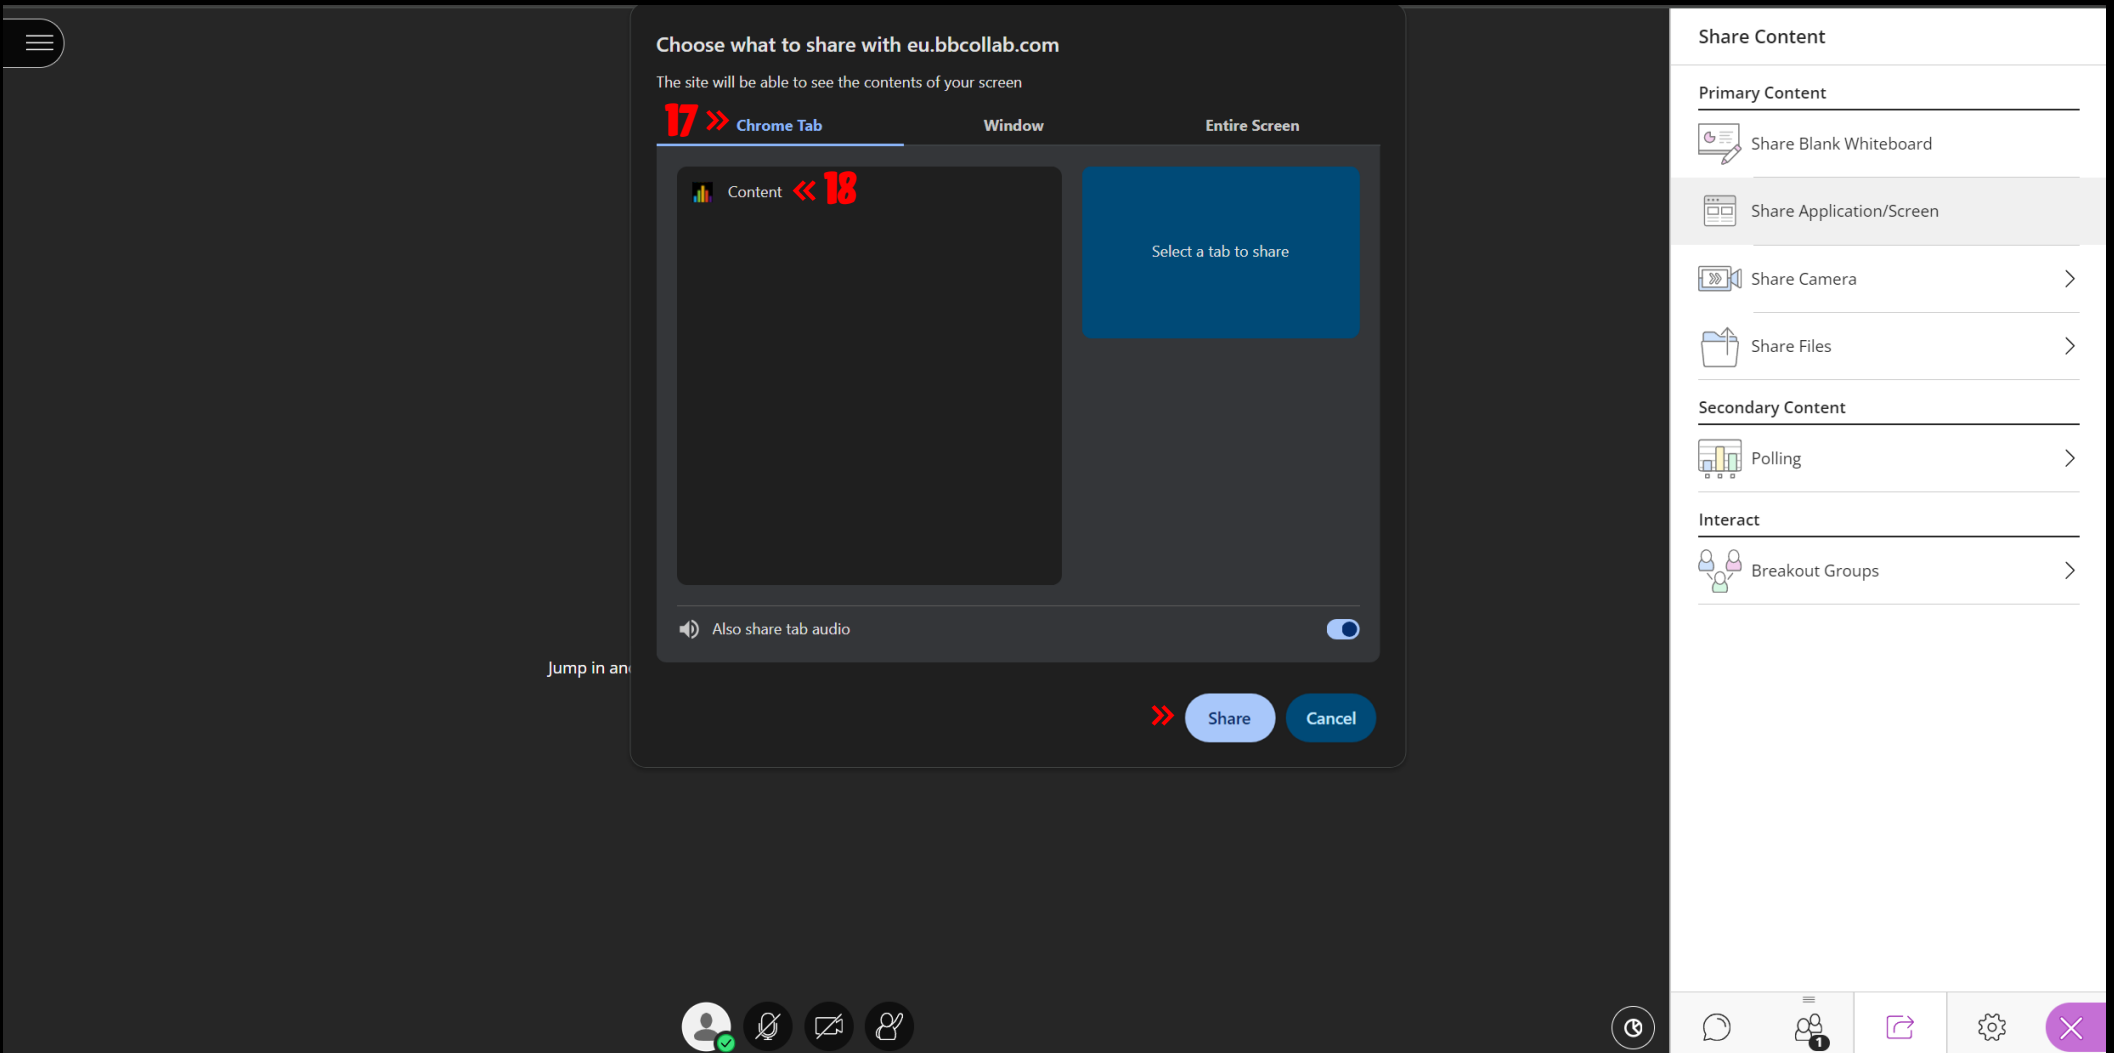 Choose what to share with eu.bbcollab.com
The site will be able to see the contents of your screen
17 » Chrome Tab Window Entire Screen
Content « 18
Select a tab to share
Also share tab audio
Jump in an
» Share Cancel
Share Content
Primary Content
Share Blank Whiteboard
Share Application/Screen
Share Camera
Share Files
Secondary Content
Polling
Interact
Breakout Groups
1